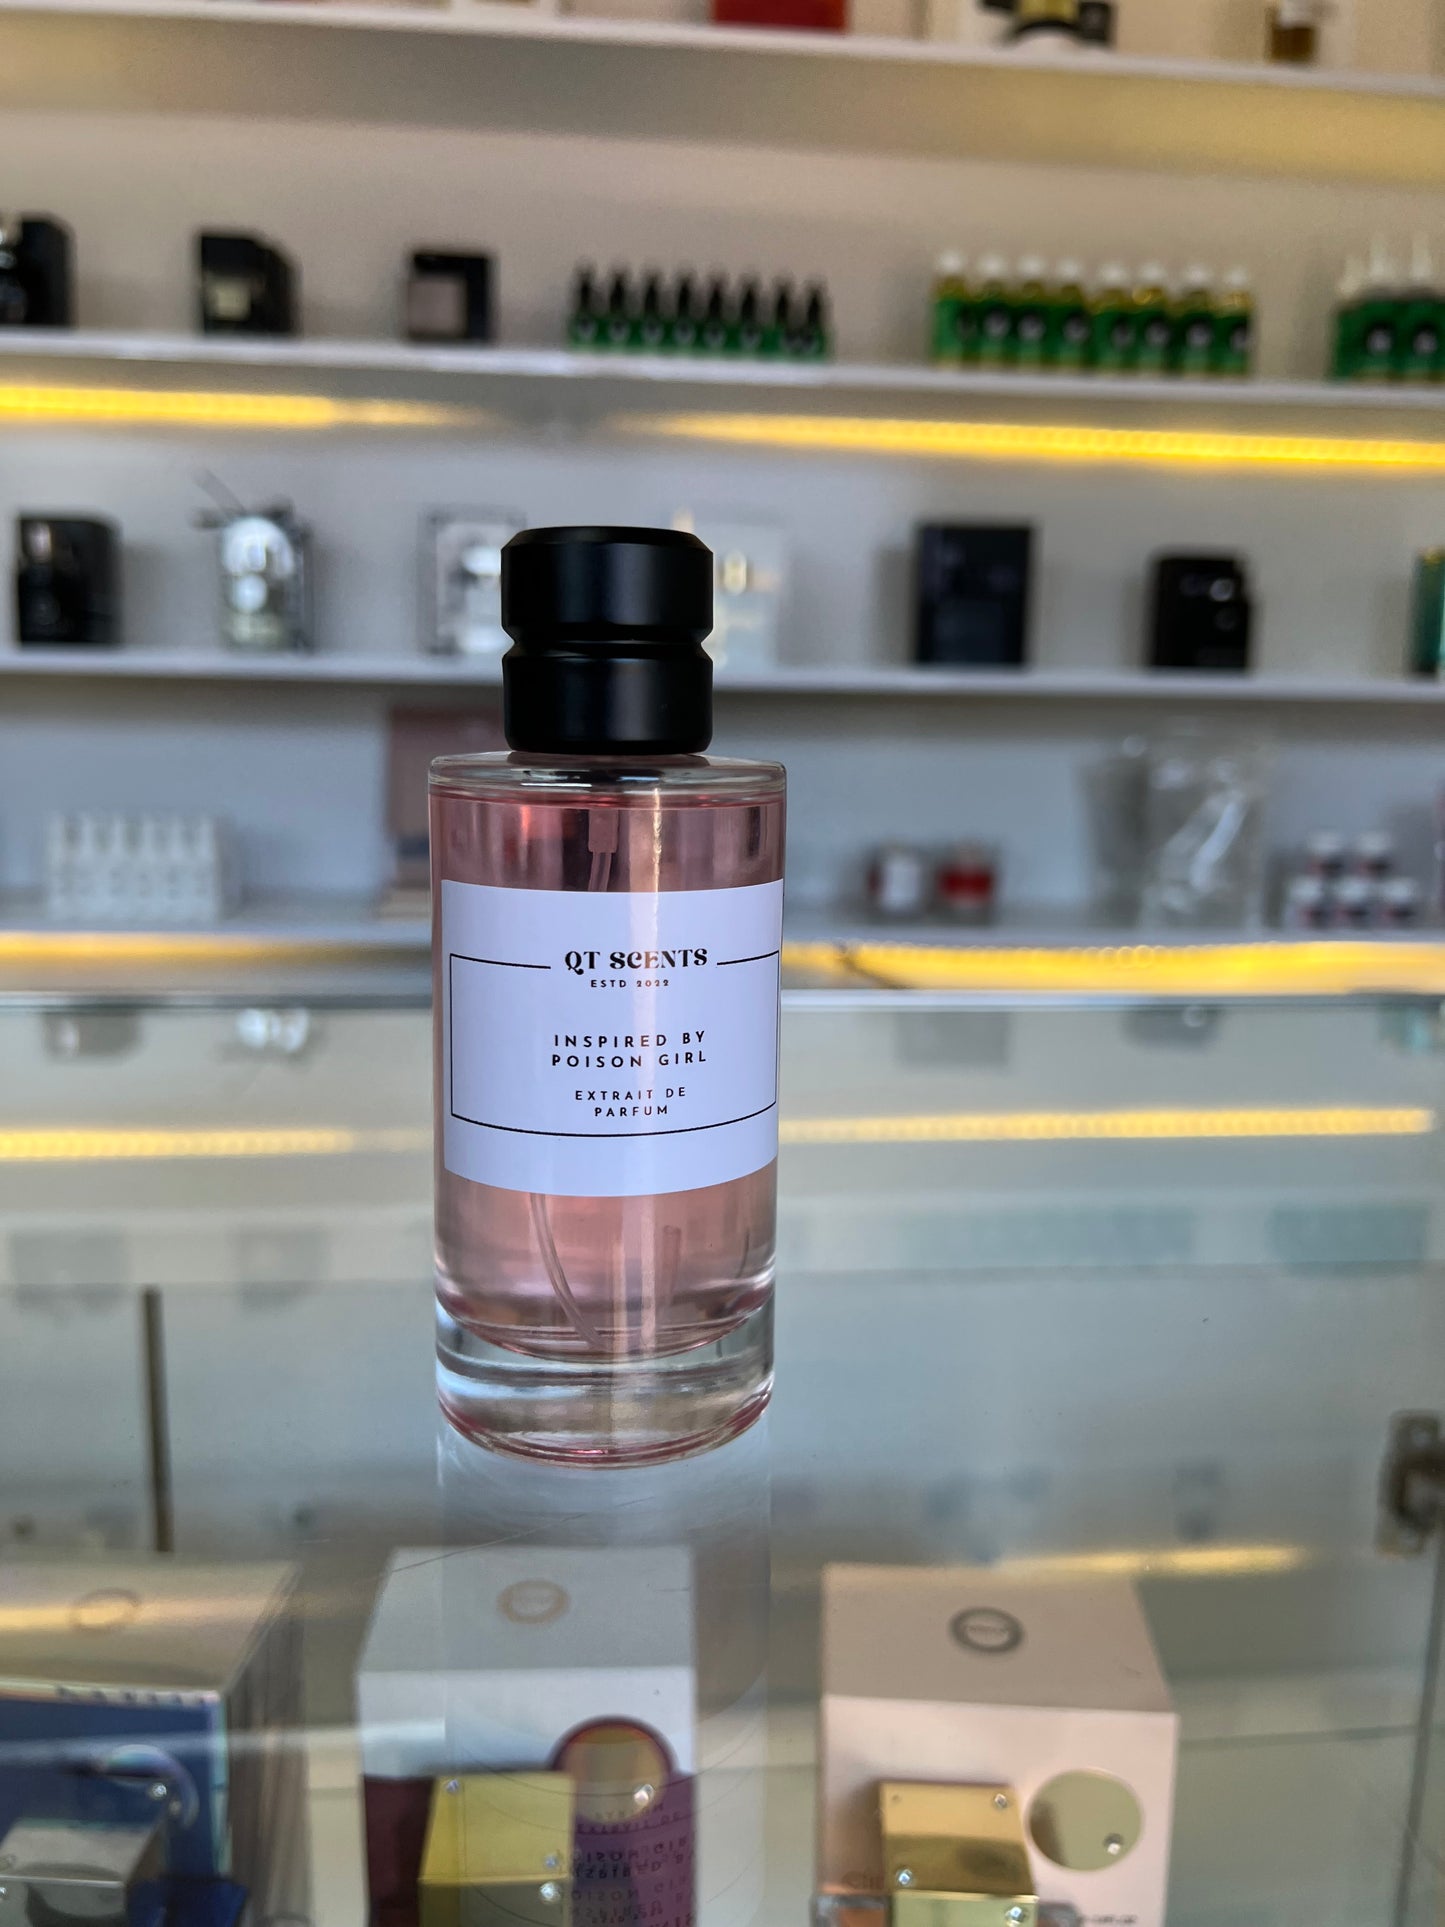 QT SCENTS
ESTD 2022
INSPIRED BY
POISON GIRL
EXTRAIT DE
PARFUM